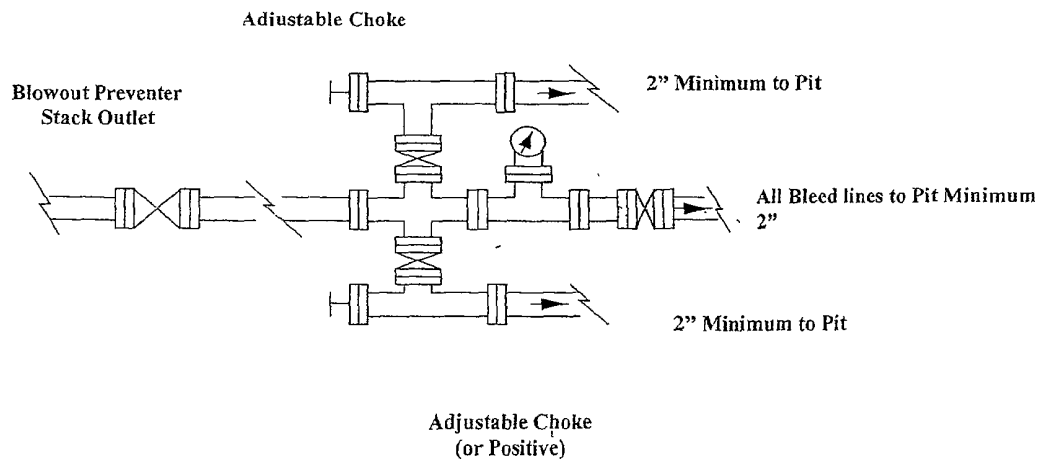 Adjustable Choke
Blowout Preventer
Stack Outlet
2” Minimum to Pit
All Bleed lines to Pit Minimum
2”
2” Minimum to Pit
Adjustable Choke
(or Positive)